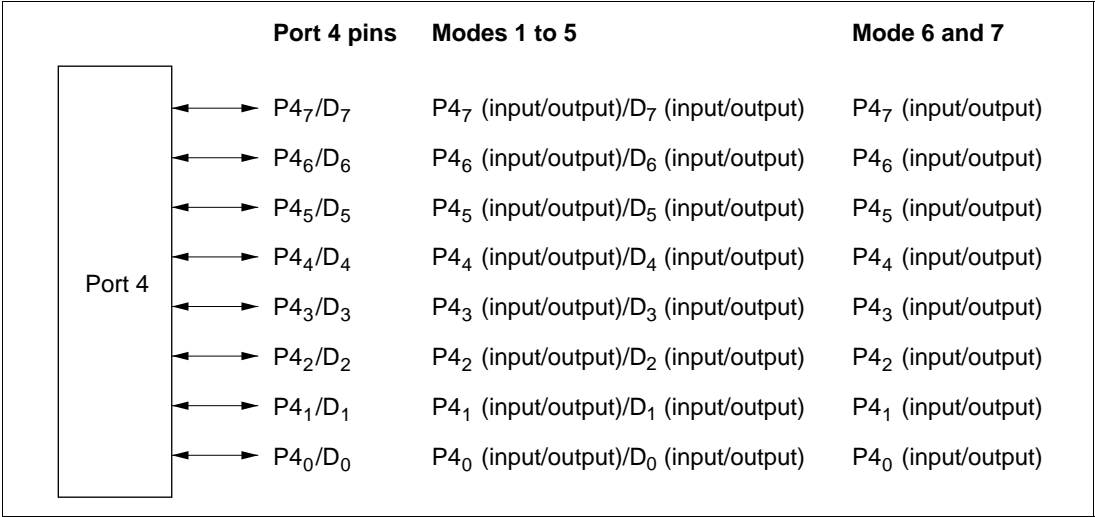 Port 4 pins Modes 1 to 5 Mode 6 and 7
P4₇/D₇ P4₇ (input/output)/D₇ (input/output) P4₇ (input/output)
P4₆/D₆ P4₆ (input/output)/D₆ (input/output) P4₆ (input/output)
P4₅/D₅ P4₅ (input/output)/D₅ (input/output) P4₅ (input/output)
P4₄/D₄ P4₄ (input/output)/D₄ (input/output) P4₄ (input/output)
Port 4
P4₃/D₃ P4₃ (input/output)/D₃ (input/output) P4₃ (input/output)
P4₂/D₂ P4₂ (input/output)/D₂ (input/output) P4₂ (input/output)
P4₁/D₁ P4₁ (input/output)/D₁ (input/output) P4₁ (input/output)
P4₀/D₀ P4₀ (input/output)/D₀ (input/output) P4₀ (input/output)